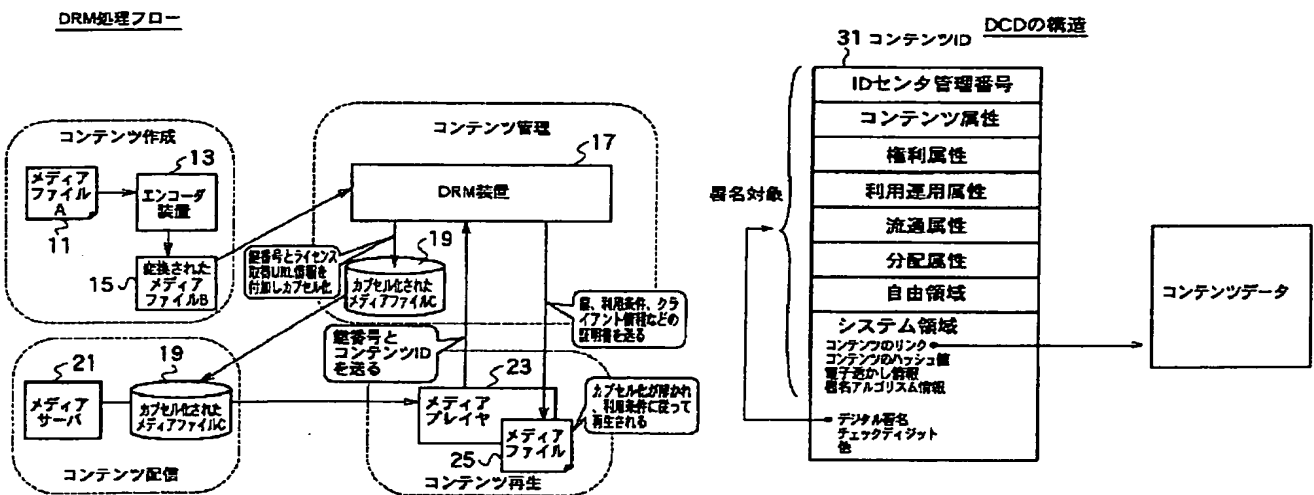 DRM処理フロー
コンテンツ作成
メディア
ファイル
A
11
13
エンコーダ
装置
15
変換された
メディア
ファイルB
コンテンツ管理
17
DRM装置
鍵番号とライセンス
取得URL情報を
付加しカプセル化
19
カプセル化された
メディアファイルC
鍵、利用条件、クラ
イアント情報などの
証明書を送る
鍵番号と
コンテンツID
を送る
21
メディア
サーバ
19
カプセル化された
メディアファイルC
コンテンツ配信
23
メディア
プレイヤ
メディア
ファイル
25
カプセル化が解かれ
、利用条件に従って
再生される
コンテンツ再生
DCDの構造
31 コンテンツID
IDセンタ管理番号
コンテンツ属性
権利属性
利用運用属性
流通属性
分配属性
自由領域
システム領域
コンテンツのリンク
コンテンツのハッシュ値
電子透かし情報
署名アルゴリズム情報
デジタル署名
チェックディジット
他
署名対象
コンテンツデータ